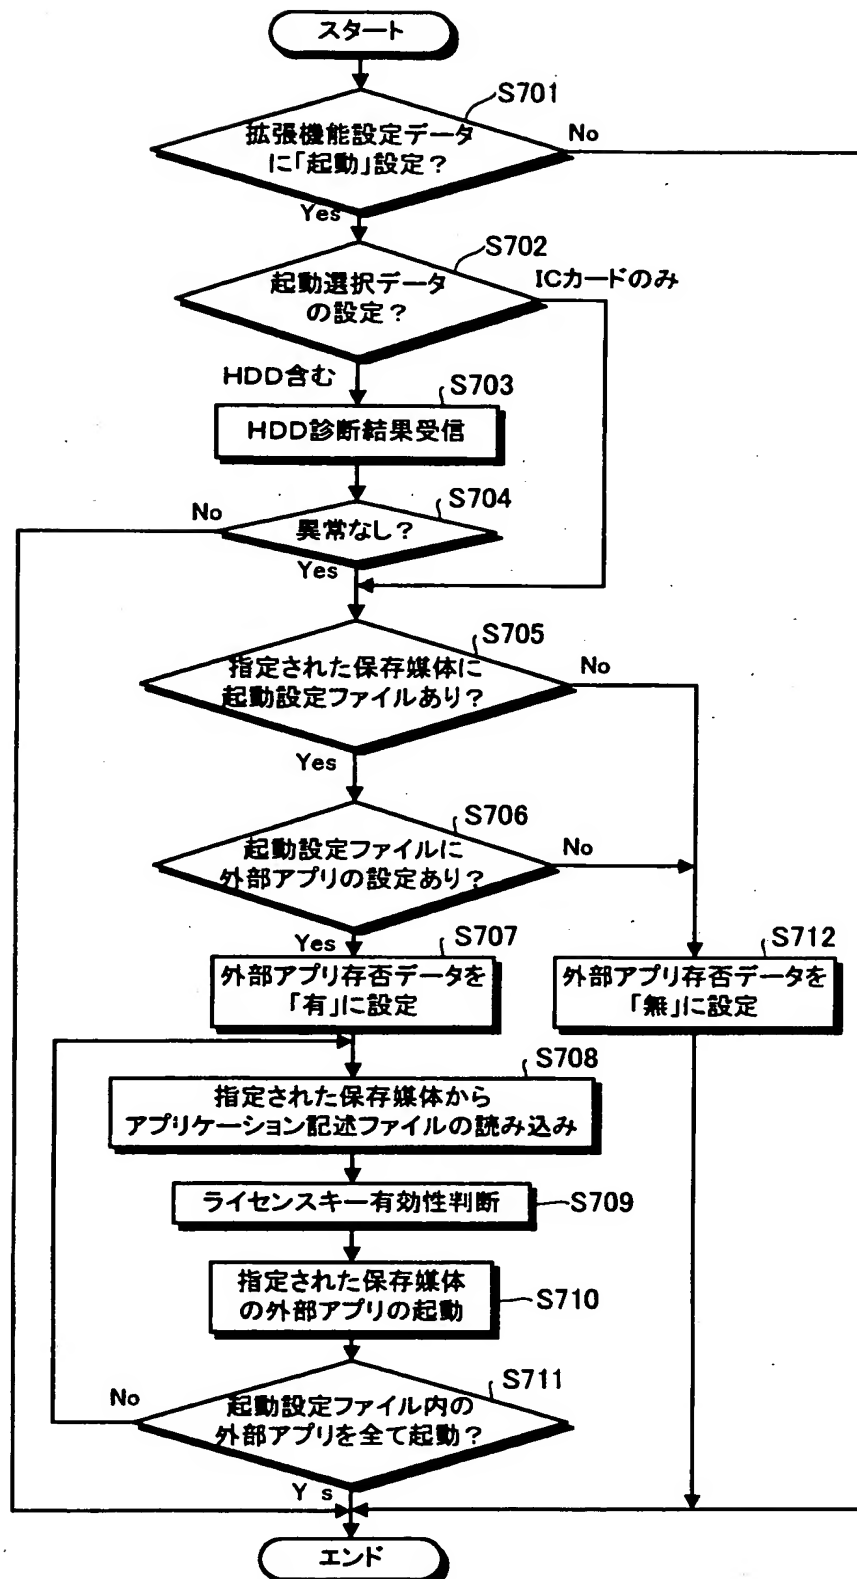 スタート
S701
拡張機能設定データ
に「起動」設定？
No
Yes
S702
起動選択データ
の設定？
ICカードのみ
HDD含む
S703
HDD診断結果受信
S704
No
異常なし？
Yes
S705
指定された保存媒体に
起動設定ファイルあり？
No
Yes
S706
起動設定ファイルに
外部アプリの設定あり？
No
Yes
S707
外部アプリ存否データを
「有」に設定
S712
外部アプリ存否データを
「無」に設定
S708
指定された保存媒体から
アプリケーション記述ファイルの読み込み
ライセンスキー有効性判断
S709
指定された保存媒体
の外部アプリの起動
S710
S711
No
起動設定ファイル内の
外部アプリを全て起動？
Y s
エンド